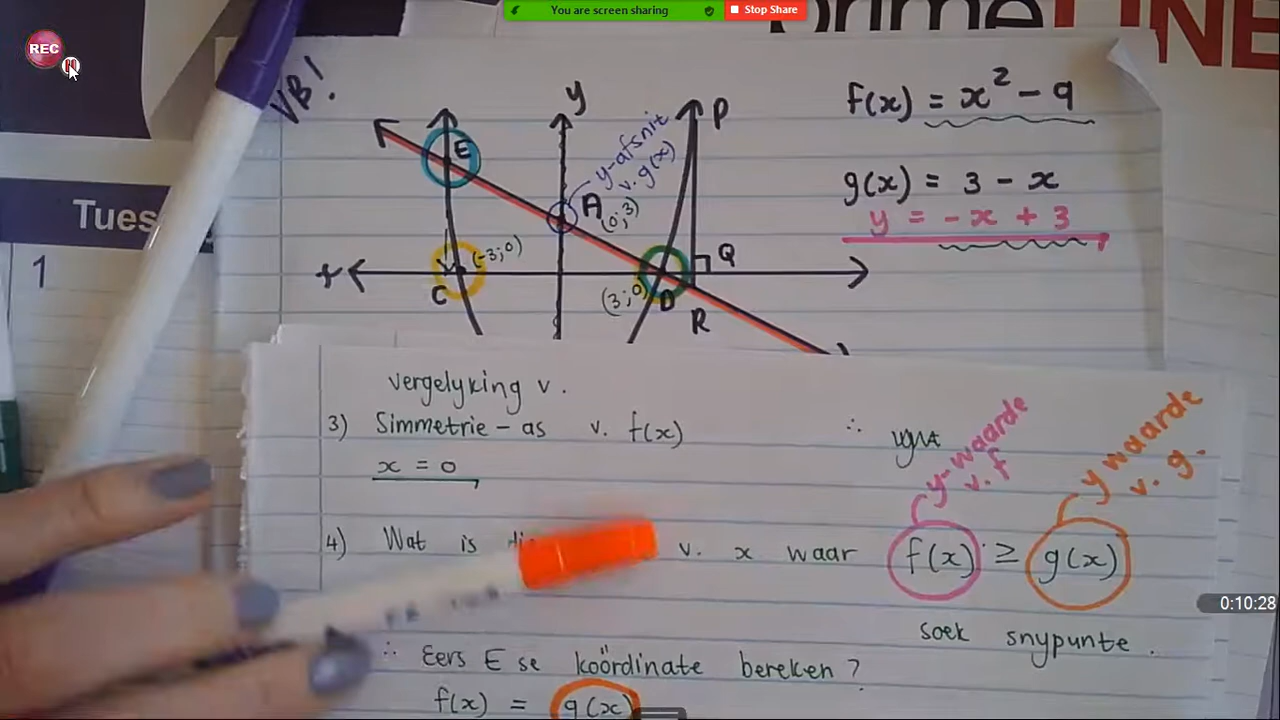 You are screen sharing
Stop Share
REC
primeLINE
VB!
y
P
f(x) = x² - 9
E
y-afsnit
v. g(x)
A
(0;3)
g(x) = 3 - x
y = -x + 3
Tues
1
(-3;0)
C
Q
(3;0)
D
R
vergelyking v.
3) Simmetrie - as v. f(x)
x = 0
∴
y-waarde
v. f
y waarde
v. g.
4) Wat is v. x waar f(x) ≥ g(x)
soek snypunte.
0:10:28
∴ Eers E se koördinate bereken?
f(x) = g(x)